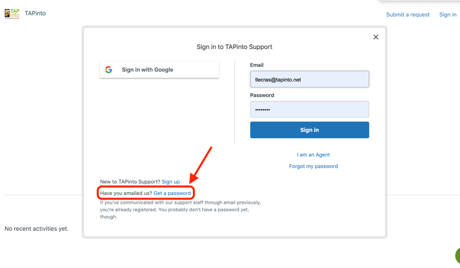 TAP
TAPinto
Submit a request
Sign in
Sign in to TAPinto Support
Sign in with Google
Email
9ecras@tapinto.net
Password
••••••••
Sign in
I am an Agent
Forgot my password
New to TAPinto Support? Sign up
Have you emailed us? Get a password
If you've communicated with our support staff through email previously,
you're already registered. You probably don't have a password yet,
though.
No recent activities yet.